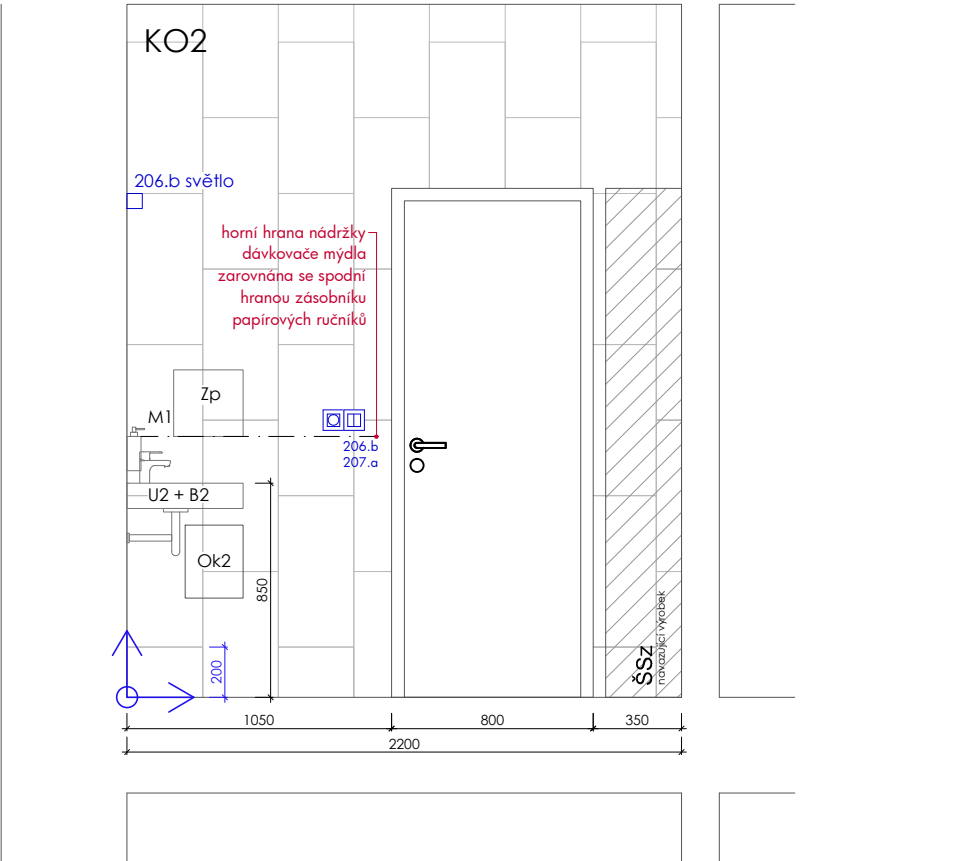 KO2
206.b světlo
horní hrana nádržky
dávkovače mýdla
zarovnána se spodní
hranou zásobníku
papírových ručníků
Zp
M1
206.b
207.a
U2 + B2
Ok2
850
200
ŠSz
navazující výrobek
1050
800
350
2200